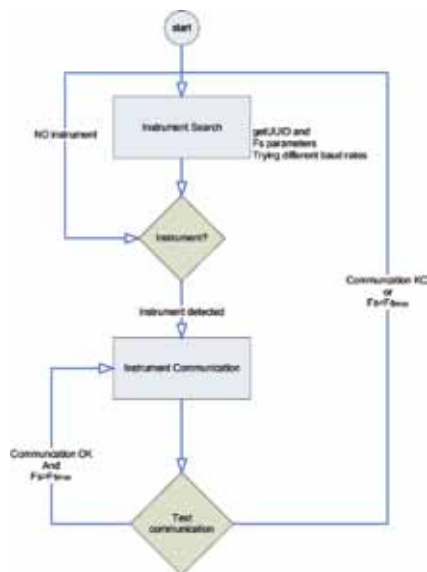 start
NO instrument
Instrument Search
getUUID and
Fs parameters
Trying different baud rates
Instrument?
Instrument detected
Communication KO
or
Instrument Communication
Communication OK
And
Test
communication